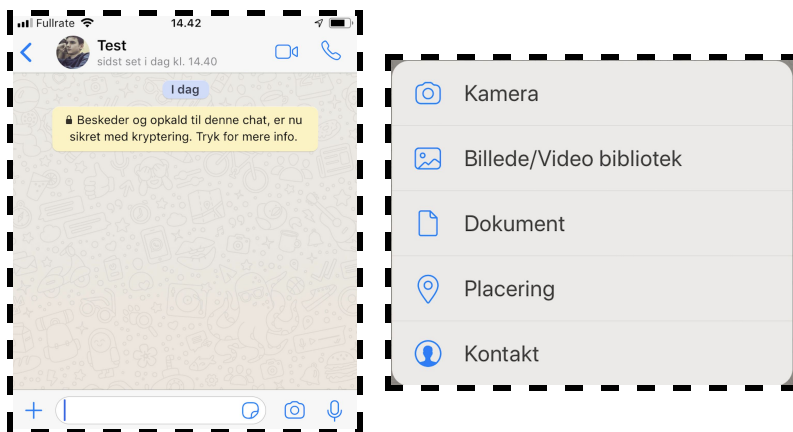 Fullrate 14.42
Test
sidst set i dag kl. 14.40
I dag
Beskeder og opkald til denne chat, er nu
sikret med kryptering. Tryk for mere info.
Kamera
Billede/Video bibliotek
Dokument
Placering
Kontakt